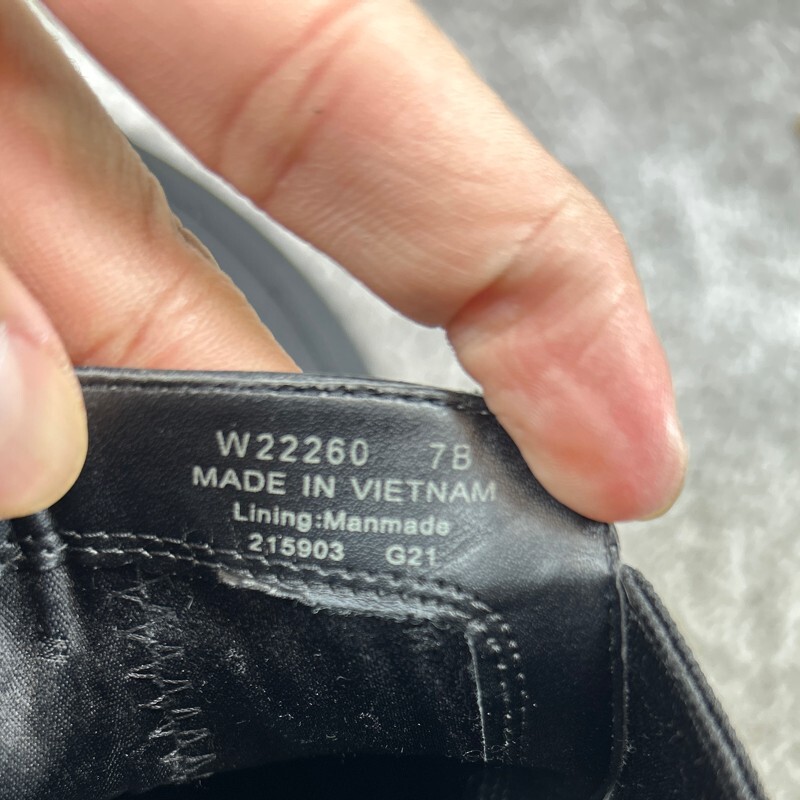 W22260 7B
MADE IN VIETNAM
Lining:Manmade
215903 G21